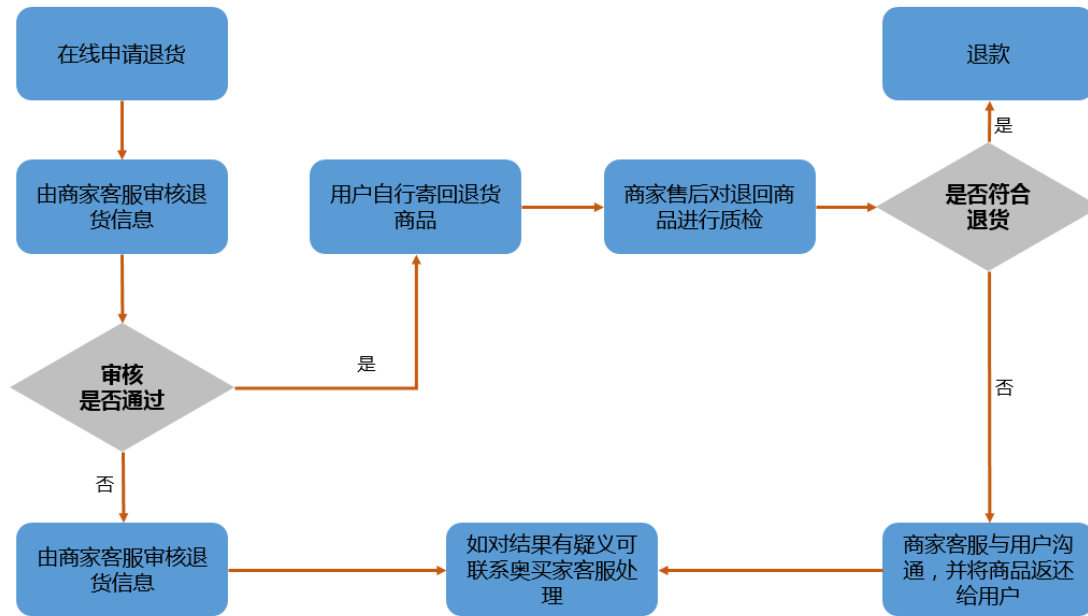 在线申请退货
退款
是
由商家客服审核退
货信息
用户自行寄回退货
商品
商家售后对退回商
品进行质检
是否符合
退货
审核
是否通过
是
否
否
由商家客服审核退
货信息
如对结果有疑义可
联系奥买家客服处
理
商家客服与用户沟
通，并将商品返还
给用户